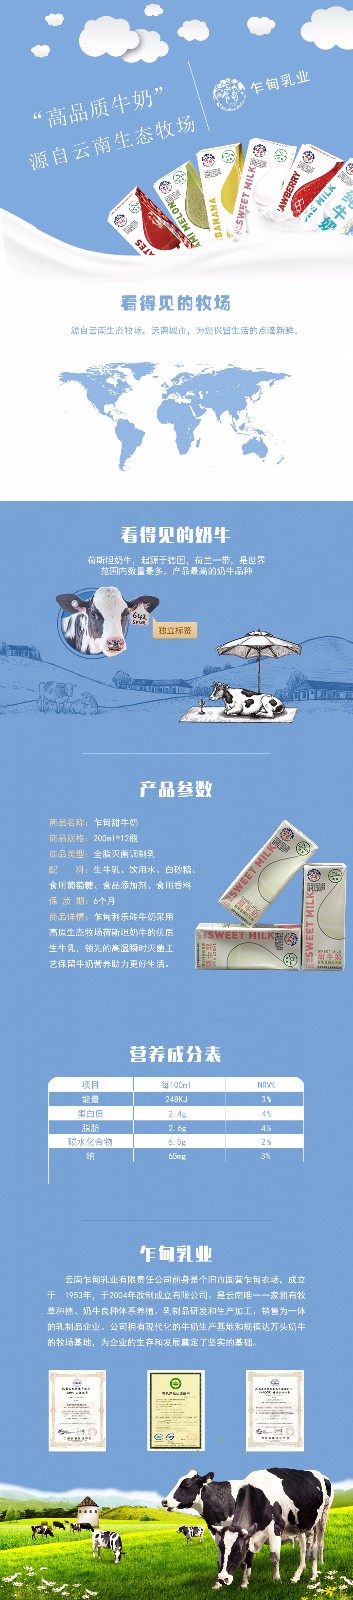 “高品质牛奶”
源自云南生态牧场
乍甸乳业
SWEET MILK
BANANA
看得见的牧场
源自云南生态牧场，远离城市，为您保留生活的点滴新鲜。
看得见的奶牛
荷斯坦奶牛，起源于德国，荷兰一带，是世界
范围内数量最多。产品最高的奶牛品种
642
独立标签
产品参数
商品名称：乍甸甜牛奶
商品规格：200ml*12瓶
商品类型：全脂灭菌调制乳
配 料：生牛乳、饮用水、白砂糖、
食用葡萄糖、食品添加剂、食用香料
保 质 期：6个月
商品详情：乍甸利乐砖牛奶采用
高原生态牧场荷斯坦奶牛的优质
生牛乳，领先的高温瞬时灭菌工
艺保留牛奶营养助力更好生活。
SWEET MILK
SWEET MILK
SWEET MILK
甜牛奶
营养成分表
项目 每100ml NRV%
能量 248KJ 3%
蛋白质 2.4g 4%
脂肪 2.6g 4%
碳水化合物 6.5g 2%
钠 65mg 3%
乍甸乳业
云南乍甸乳业有限责任公司前身是个旧市国营乍甸农场，成立
于 1953年，于2004年改制成立有限公司，是云南唯一一家拥有牧
草种植、奶牛良种体系养殖、乳制品研发和生产加工、销售为一体
的乳制品企业。公司拥有现代化的牛奶生产基地和规模达万头奶牛
的牧场基地，为企业的生存和发展奠定了坚实的基础。